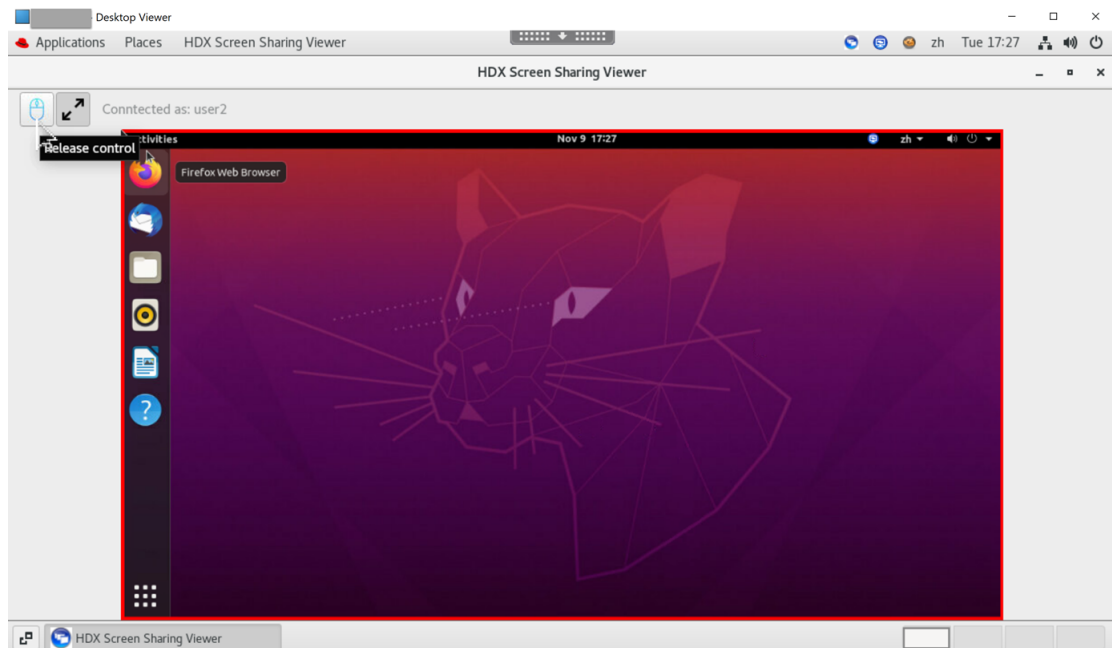 Desktop Viewer
Applications Places HDX Screen Sharing Viewer zh Tue 17:27
HDX Screen Sharing Viewer
Conntected as: user2
Release control
tivities Nov 9 17:27 zh
Firefox Web Browser
?
HDX Screen Sharing Viewer